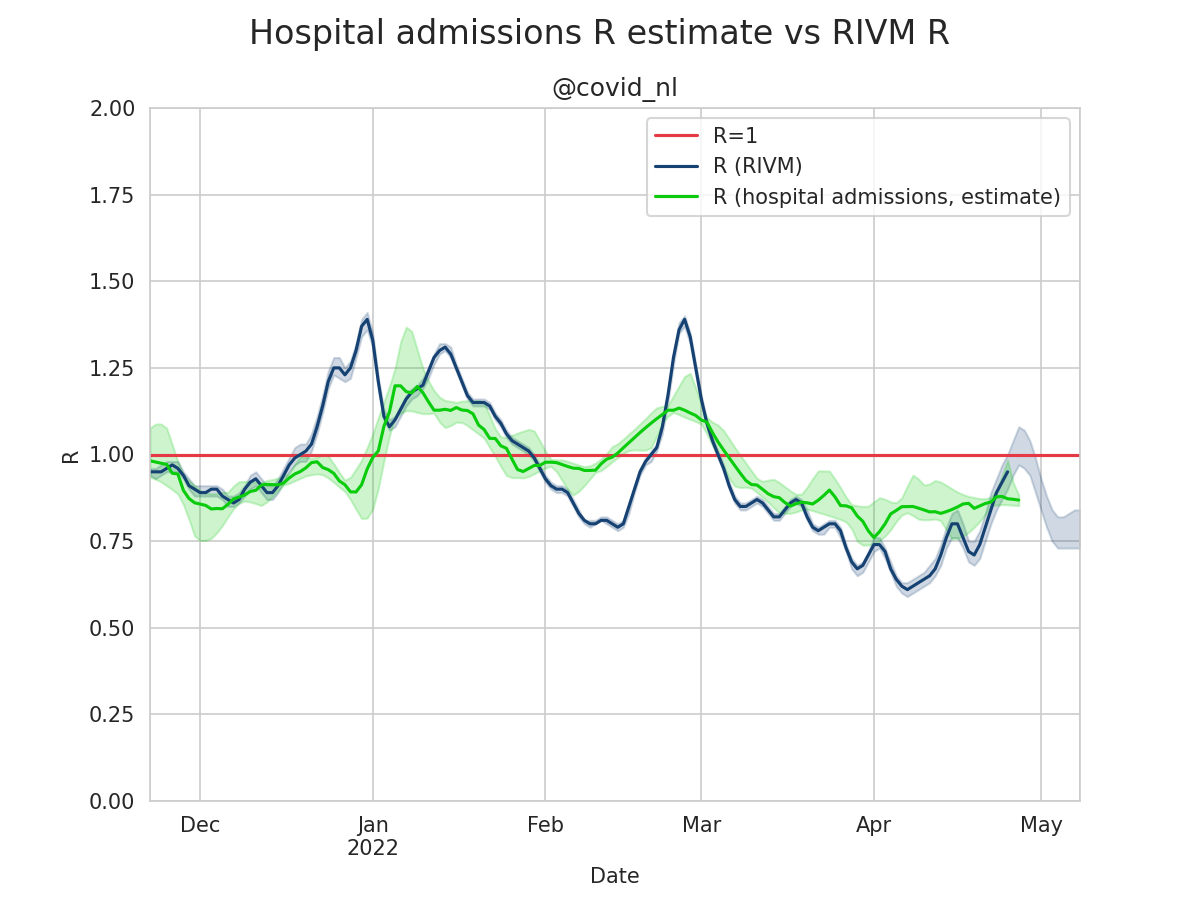 Hospital admissions R estimate vs RIVM R
@covid_nl
R=1
R (RIVM)
R (hospital admissions, estimate)
2.00
1.75
1.50
1.25
1.00
0.75
0.50
0.25
0.00
R
Dec
Jan
2022
Feb
Mar
Apr
May
Date